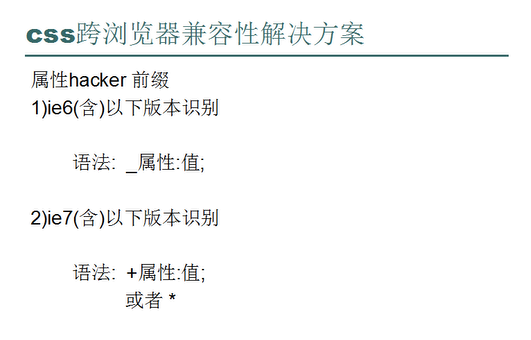 css跨浏览器兼容性解决方案
属性hacker 前缀
1)ie6(含)以下版本识别
语法: _属性:值;
2)ie7(含)以下版本识别
语法: +属性:值;
或者 *